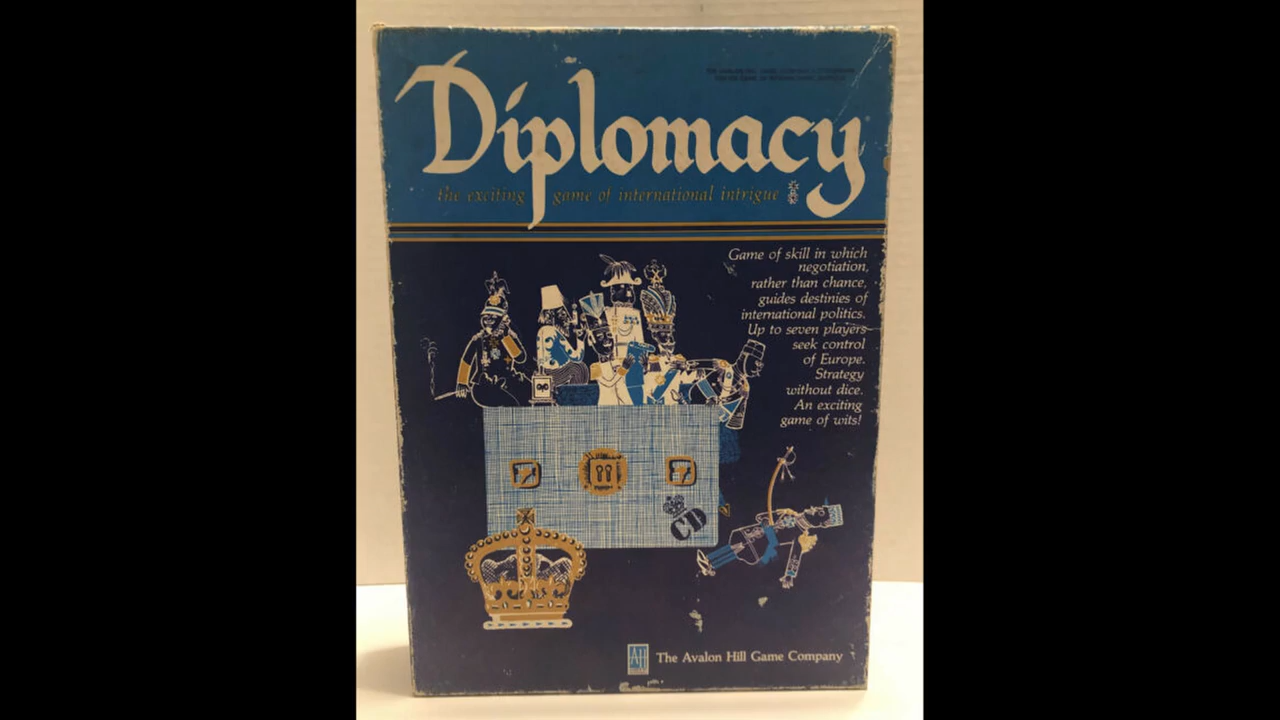 Diplomacy
the exciting game of international intrigue
Game of skill in which
negotiation,
rather than chance,
guides destinies of
international politics.
Up to seven players
seek control
of Europe.
Strategy
without dice.
An exciting
game of wits!
CD
AH
The Avalon Hill Game Company